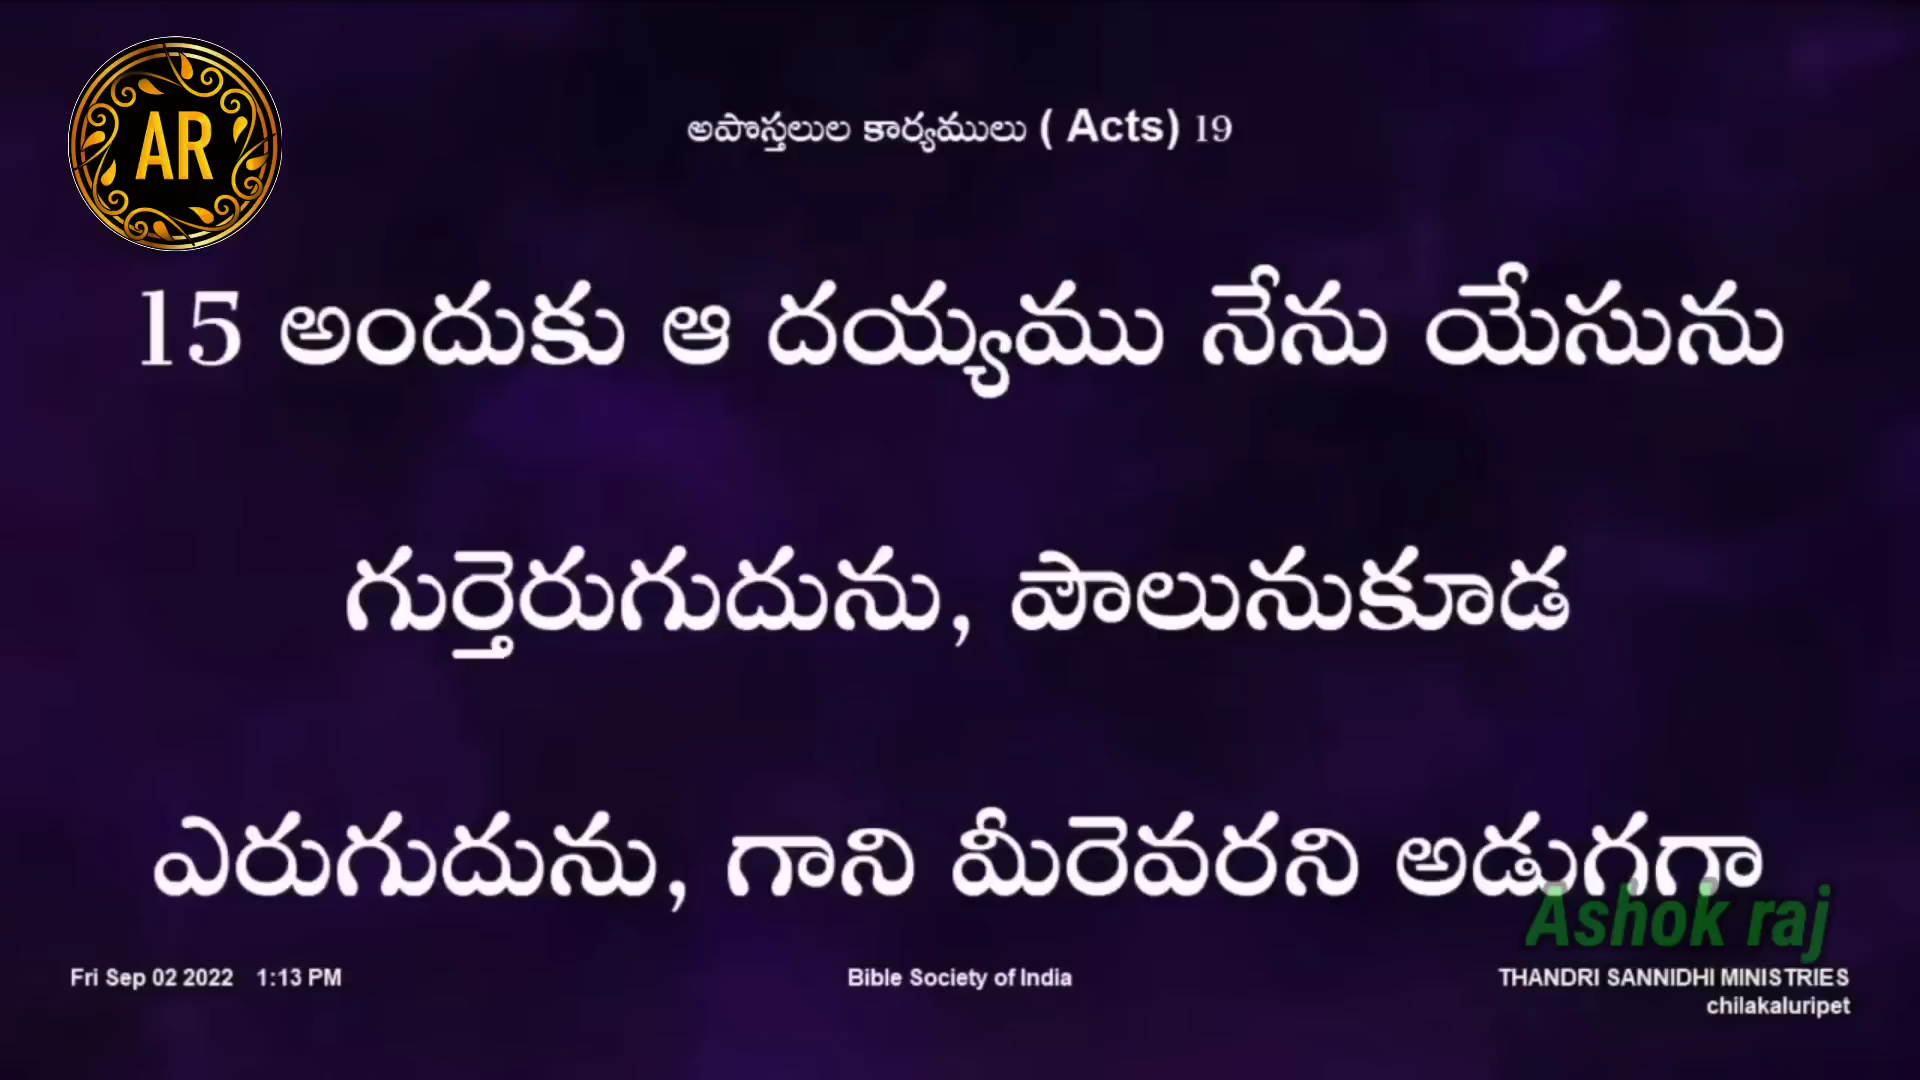 AR
అపొస్తలుల కార్యములు ( Acts) 19
15 అందుకు ఆ దయ్యము నేను యేసును
గుర్తెరుగుదును, పౌలునుకూడ
ఎరుగుదును, గాని మీరెవరని అడుగగా
Ashok raj
Fri Sep 02 2022 1:13 PM
Bible Society of India
THANDRI SANNIDHI MINISTRIES
chilakaluripet